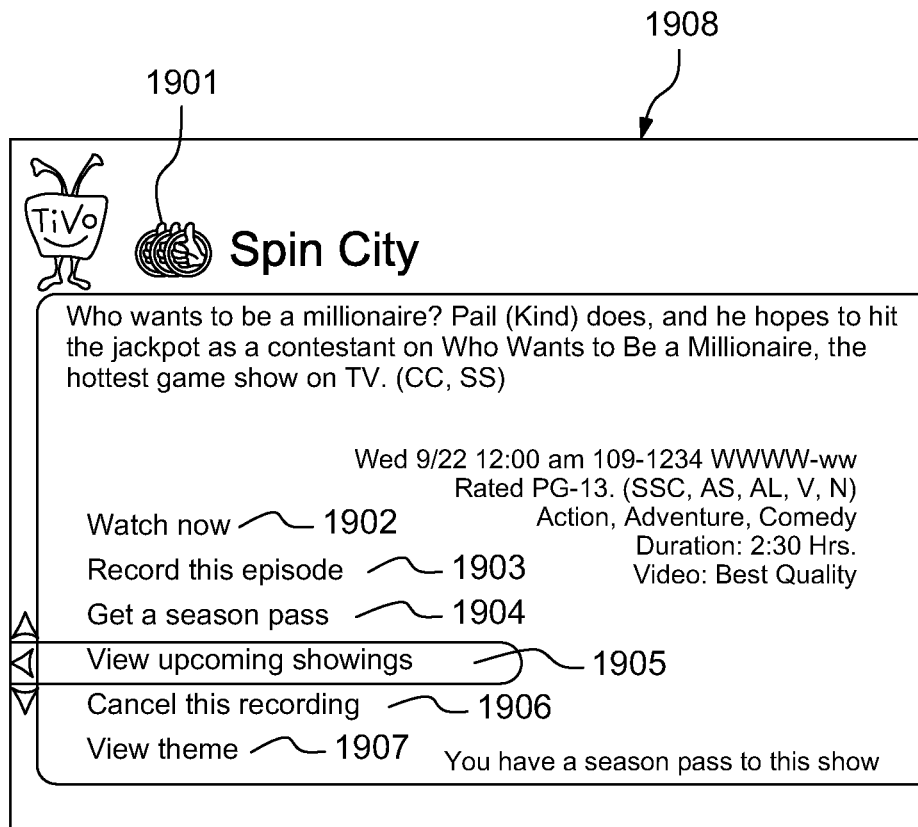 1908
1901
TiVo
Spin City
Who wants to be a millionaire? Pail (Kind) does, and he hopes to hit
the jackpot as a contestant on Who Wants to Be a Millionaire, the
hottest game show on TV. (CC, SS)
Wed 9/22 12:00 am 109-1234 WWWW-ww
Rated PG-13. (SSC, AS, AL, V, N)
Action, Adventure, Comedy
Duration: 2:30 Hrs.
Video: Best Quality
Watch now 1902
Record this episode 1903
Get a season pass 1904
View upcoming showings 1905
Cancel this recording 1906
View theme 1907
You have a season pass to this show